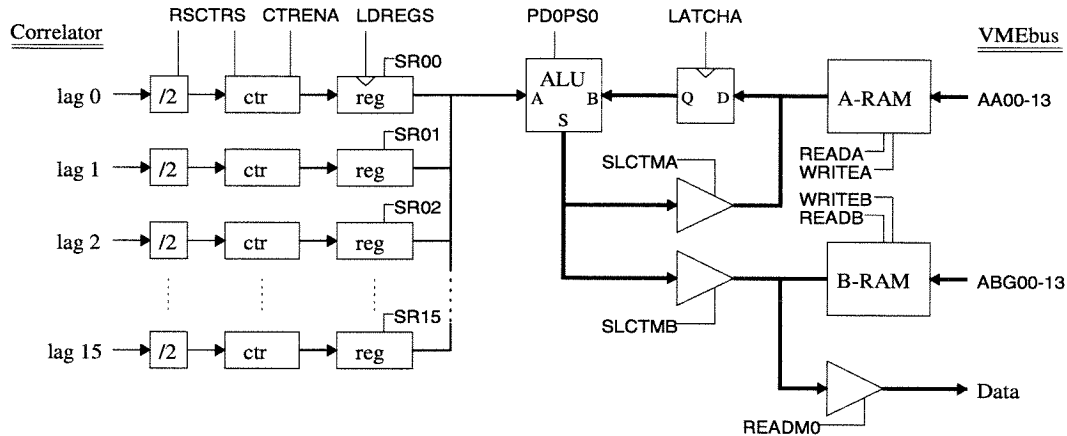 RSCTRS CTRENA LDREGS PD0PS0 LATCHA
Correlator VMEbus
SR00
lag 0 /2 ctr reg A ALU B S Q D A-RAM AA00-13
SR01
READA
WRITEA
lag 1 /2 ctr reg SLCTMA
SR02
WRITEB
READB
lag 2 /2 ctr reg
B-RAM ABG00-13
SR15
SLCTMB
lag 15 /2 ctr reg
Data
READM0